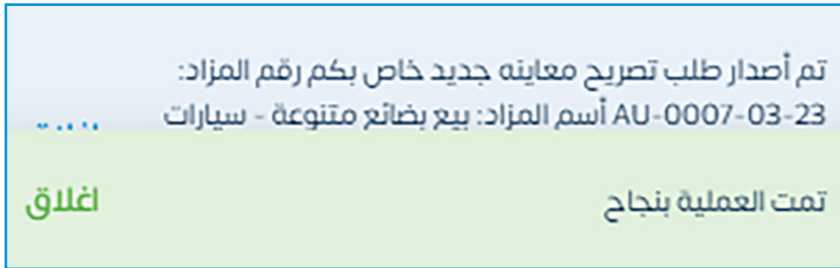 تم أصدار طلب تصريح معاينه جديد خاص بكم رقم المزاد:
AU-0007-03-23 أسم المزاد: بيع بضائع متنوعة - سيارات
تمت العملية بنجاح
اغلاق